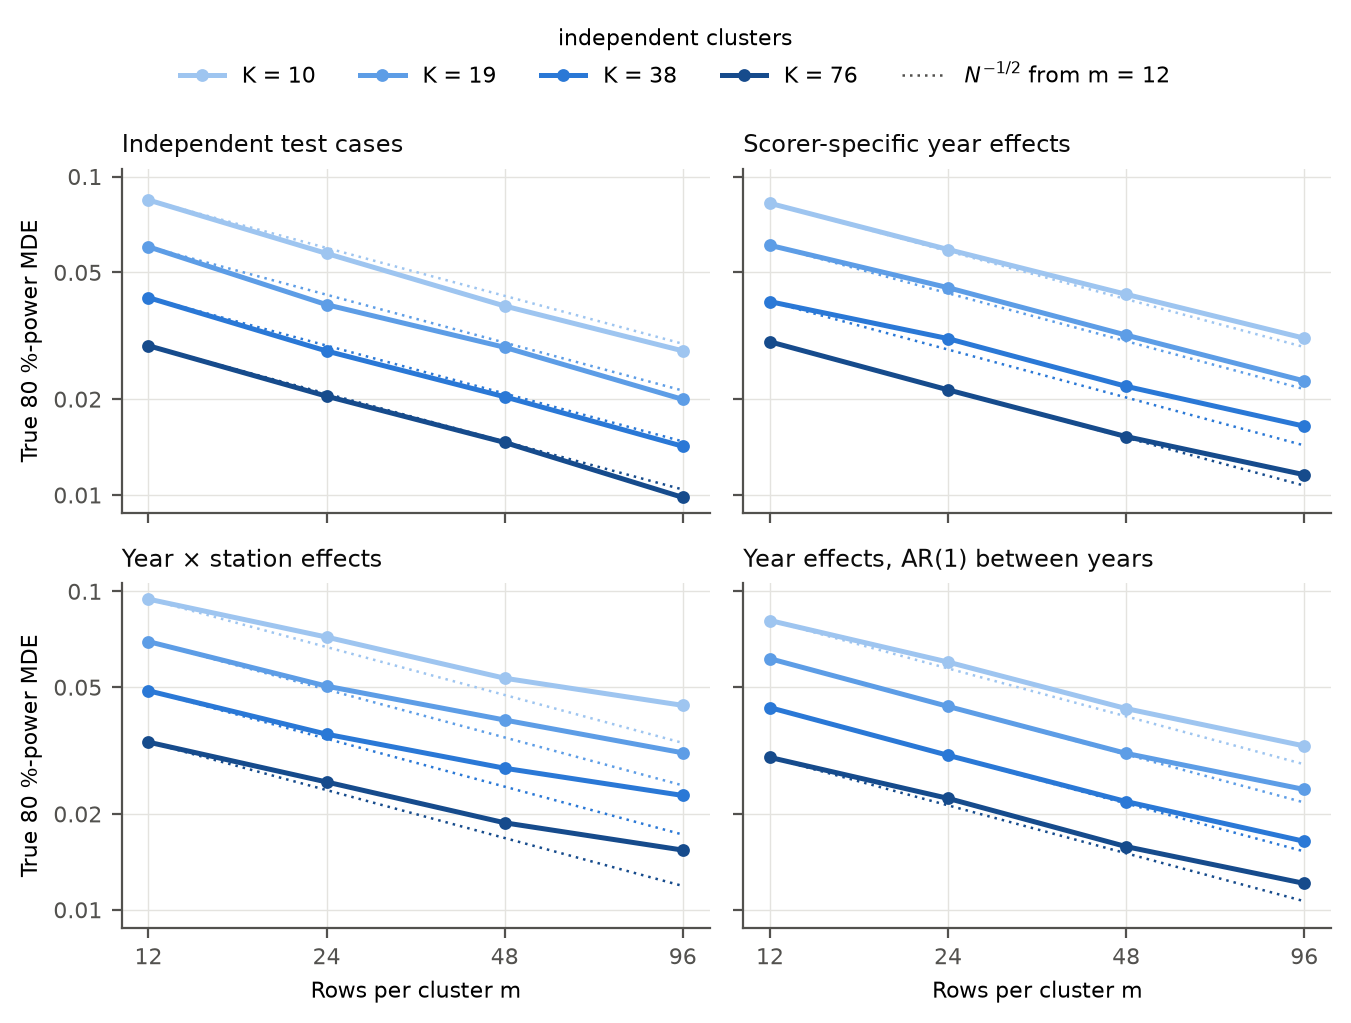 independent clusters
K = 10 K = 19 K = 38 K = 76 N^{-1/2} from m = 12
Independent test cases Scorer-specific year effects
0.1
0.05
0.02
0.01
True 80 %-power MDE
Year × station effects Year effects, AR(1) between years
0.1
0.05
0.02
0.01
True 80 %-power MDE
12 24 48 96 12 24 48 96
Rows per cluster m Rows per cluster m